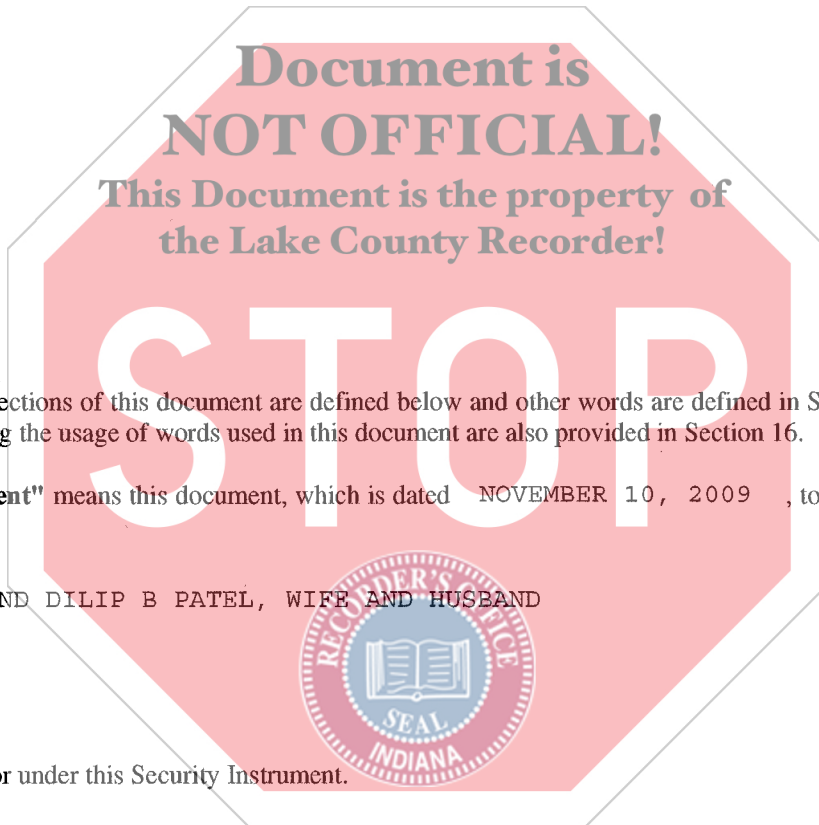 Document is
NOT OFFICIAL!
This Document is the property of
the Lake County Recorder!
STOP
ections of this document are defined below and other words are defined in S
g the usage of words used in this document are also provided in Section 16.
ent" means this document, which is dated NOVEMBER 10, 2009 , to
ND DILIP B PATEL, WIFE AND HUSBAND
RECORDER'S OFFICE
SEAL
INDIANA
or under this Security Instrument.